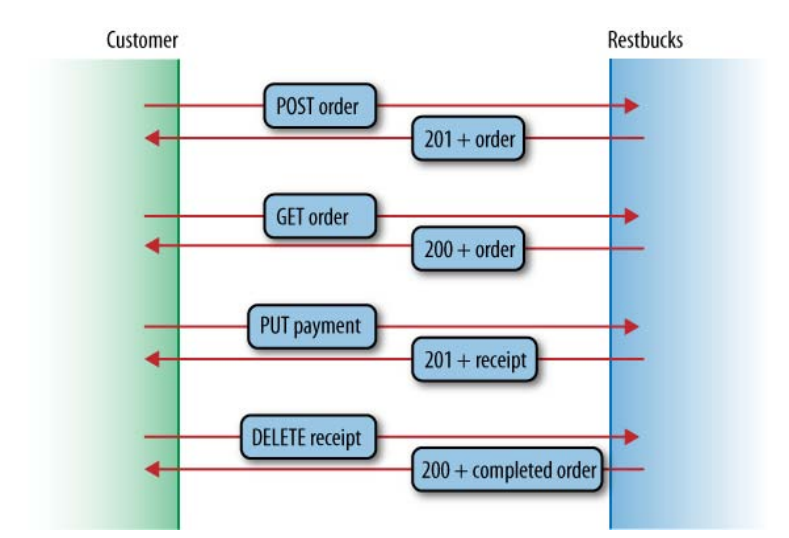 Customer
Restbucks
POST order
201 + order
GET order
200 + order
PUT payment
201 + receipt
DELETE receipt
200 + completed order